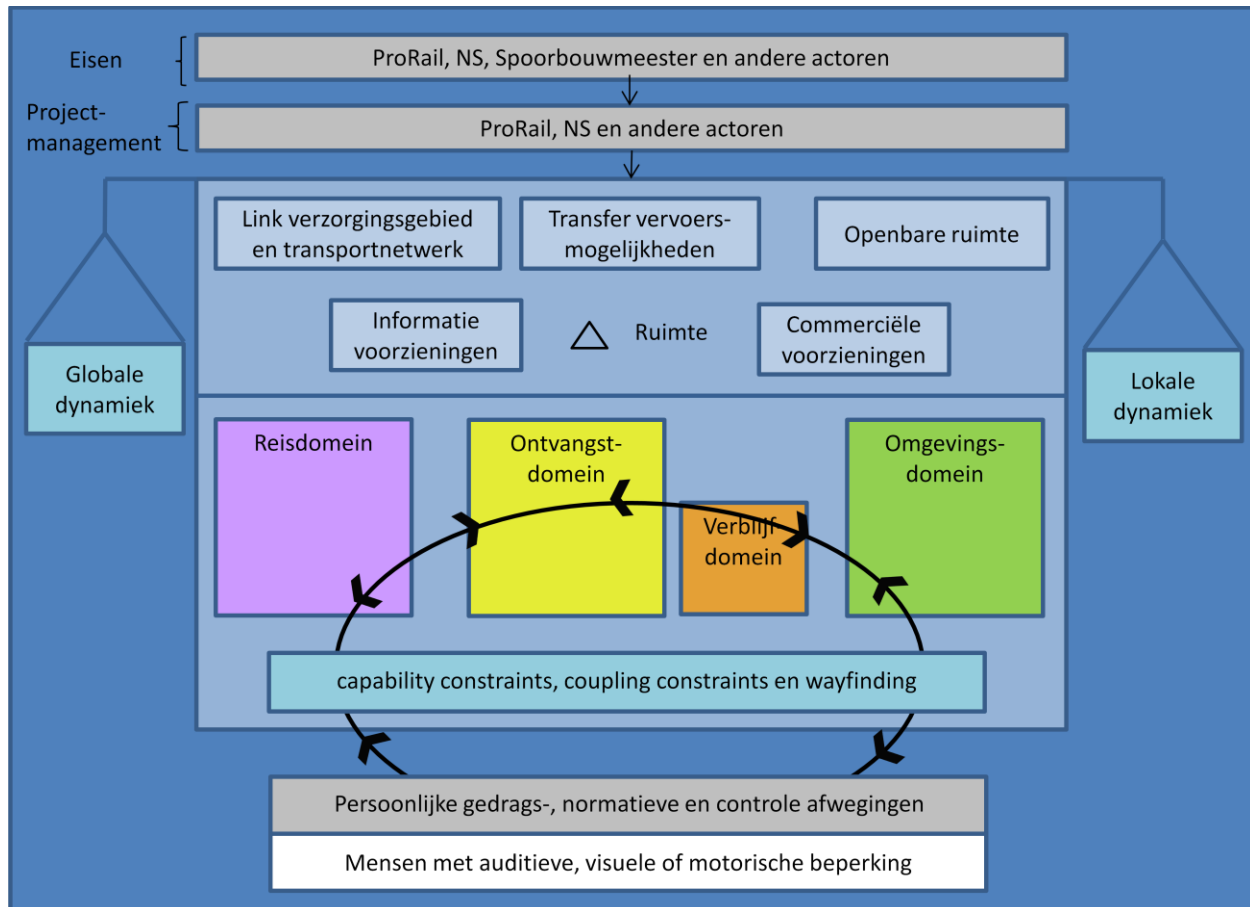 Eisen
ProRail, NS, Spoorbouwmeester en andere actoren
Project-
management
ProRail, NS en andere actoren
Link verzorgingsgebied
en transportnetwerk
Transfer vervoers-
mogelijkheden
Openbare ruimte
Informatie
voorzieningen
Ruimte
Commerciële
voorzieningen
Globale
dynamiek
Lokale
dynamiek
Reisdomein
Ontvangst-
domein
Verblijf
domein
Omgevings-
domein
capability constraints, coupling constraints en wayfinding
Persoonlijke gedrags-, normatieve en controle afwegingen
Mensen met auditieve, visuele of motorische beperking